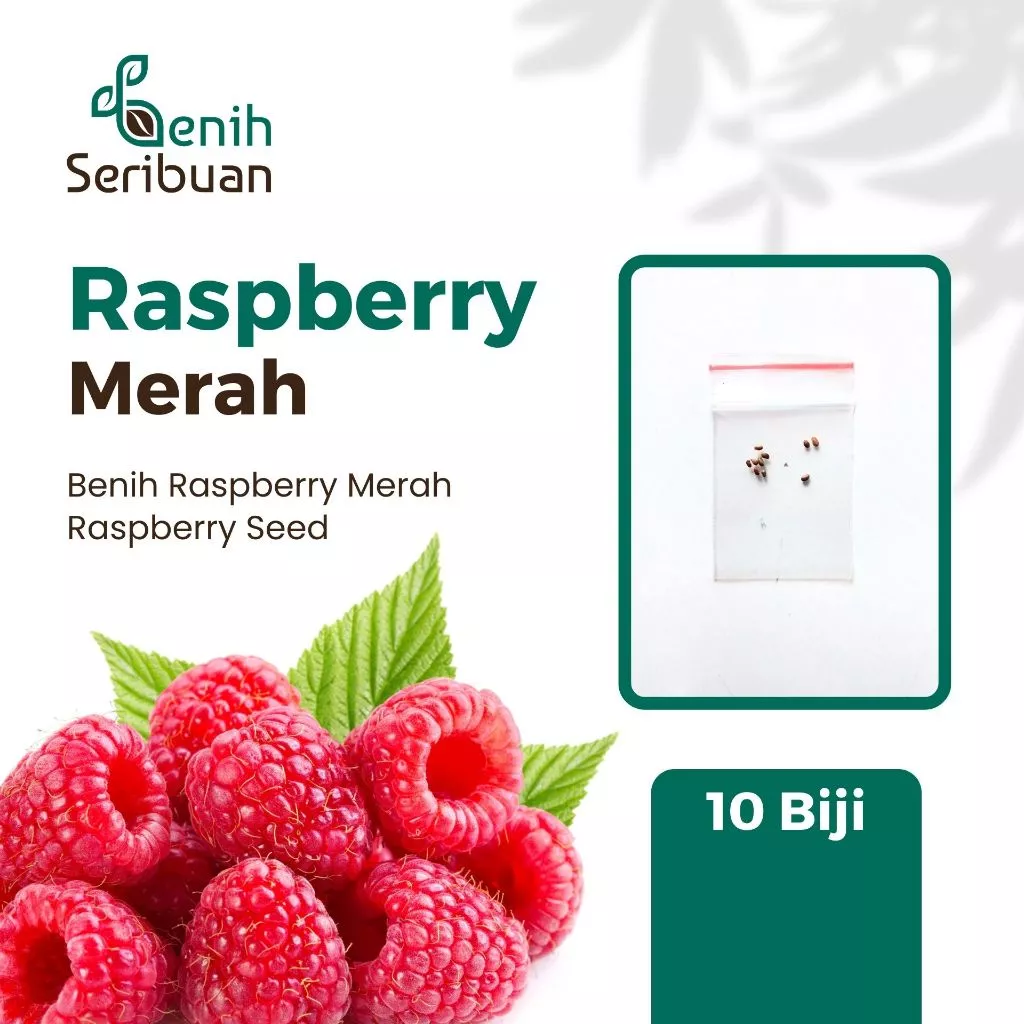 Benih
Seribuan
Raspberry
Merah
Benih Raspberry Merah
Raspberry Seed
10 Biji